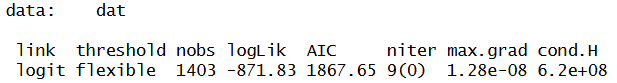 data: dat
link threshold nobs logLik AIC niter max.grad cond.H
logit flexible 1403 -871.83 1867.65 9(0) 1.28e-08 6.2e+08